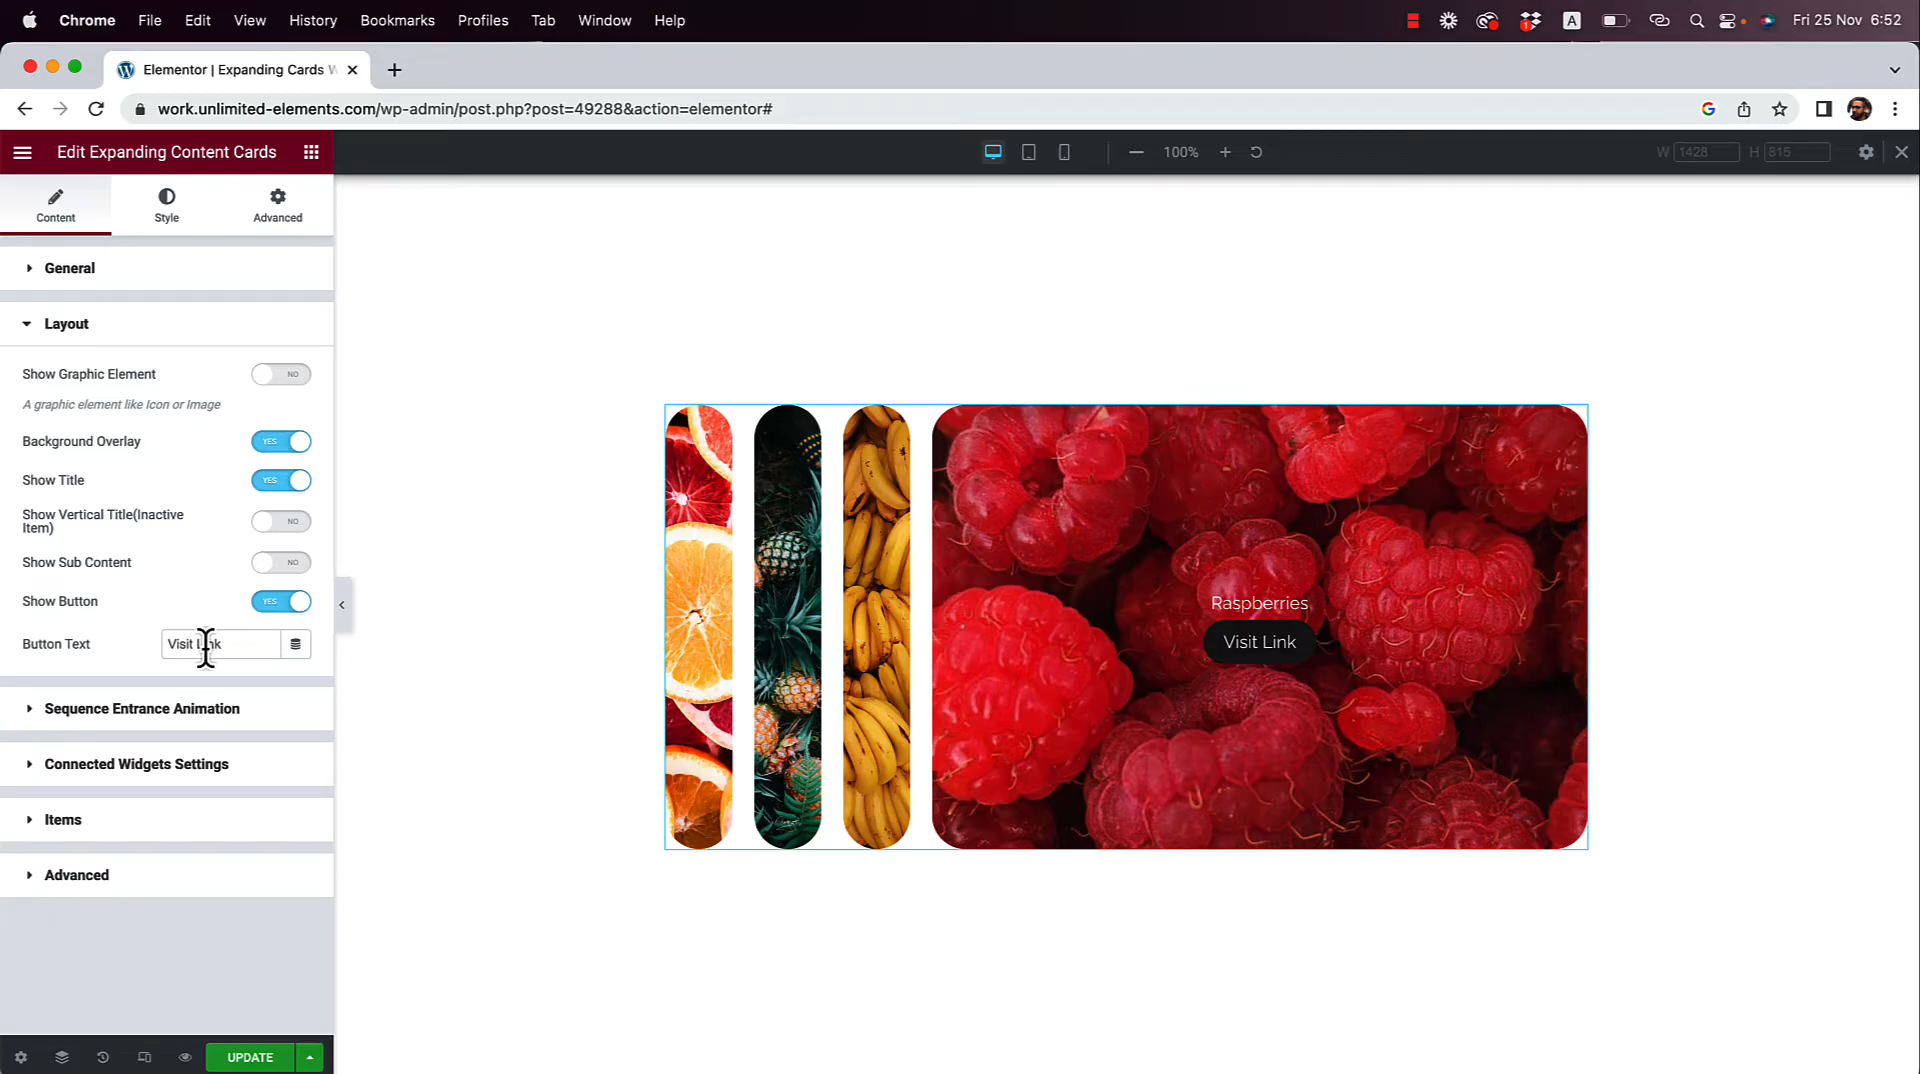 Chrome File Edit View History Bookmarks Profiles Tab Window Help 1 A Fri 25 Nov 6:52
Elementor | Expanding Cards W
work.unlimited-elements.com/wp-admin/post.php?post=49288&action=elementor#
Edit Expanding Content Cards 100% W 1428 H 815
Content Style Advanced
General
Layout
Show Graphic Element NO
A graphic element like Icon or Image
Background Overlay YES
Show Title YES
Show Vertical Title(Inactive
Item) NO
Show Sub Content NO
Show Button YES
Raspberries
Button Text Visit Link
Visit Link
Sequence Entrance Animation
Connected Widgets Settings
Items
Advanced
UPDATE